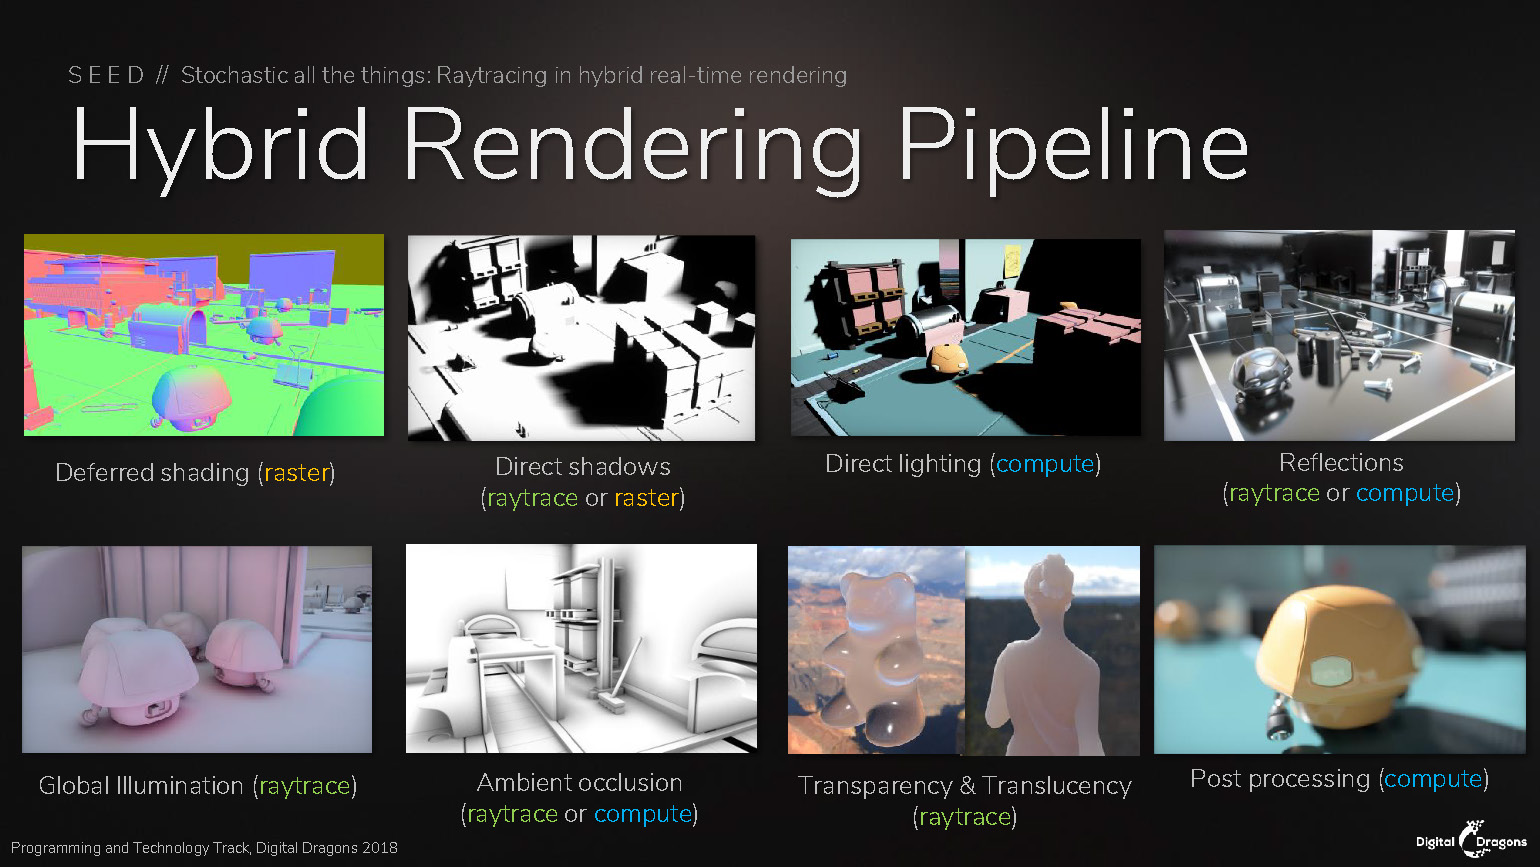 SEED // Stochastic all the things: Raytracing in hybrid real-time rendering
Hybrid Rendering Pipeline
Deferred shading (raster)
Direct shadows
(raytrace or raster)
Direct lighting (compute)
Reflections
(raytrace or compute)
Global Illumination (raytrace)
Ambient occlusion
(raytrace or compute)
Transparency & Translucency
(raytrace)
Post processing (compute)
Programming and Technology Track, Digital Dragons 2018
Digital Dragons